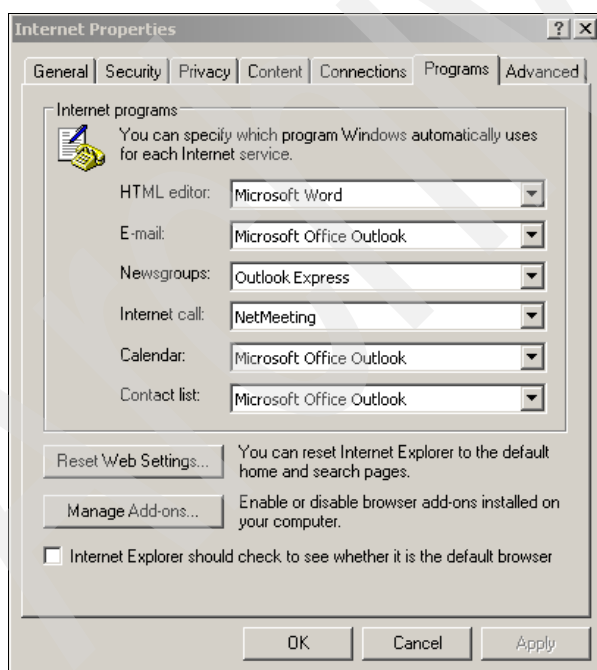 Internet Properties
General Security Privacy Content Connections Programs Advanced
Internet programs
You can specify which program Windows automatically uses
for each Internet service.
HTML editor: Microsoft Word
E-mail: Microsoft Office Outlook
Newsgroups: Outlook Express
Internet call: NetMeeting
Calendar: Microsoft Office Outlook
Contact list: Microsoft Office Outlook
Reset Web Settings... You can reset Internet Explorer to the default
home and search pages.
Manage Add-ons... Enable or disable browser add-ons installed on
your computer.
Internet Explorer should check to see whether it is the default browser
OK Cancel Apply